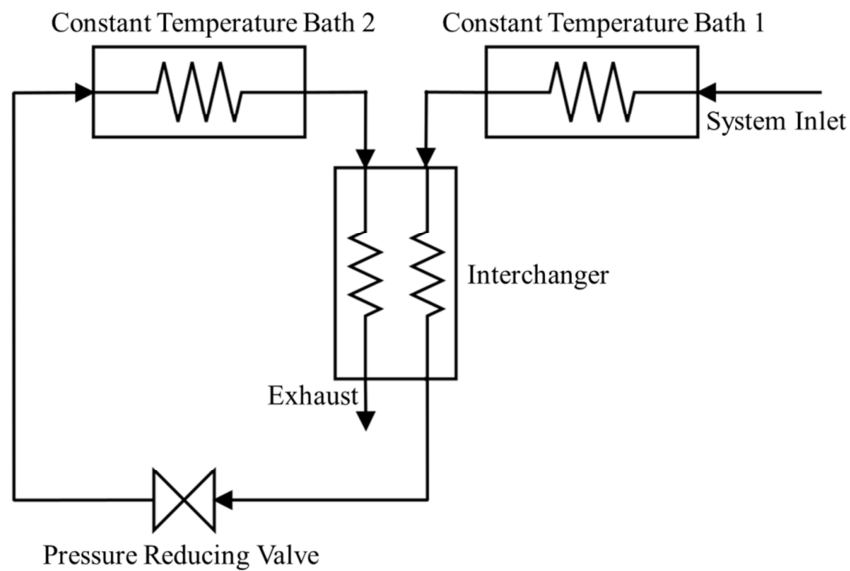 Constant Temperature Bath 2
Constant Temperature Bath 1
System Inlet
Interchanger
Exhaust
Pressure Reducing Valve